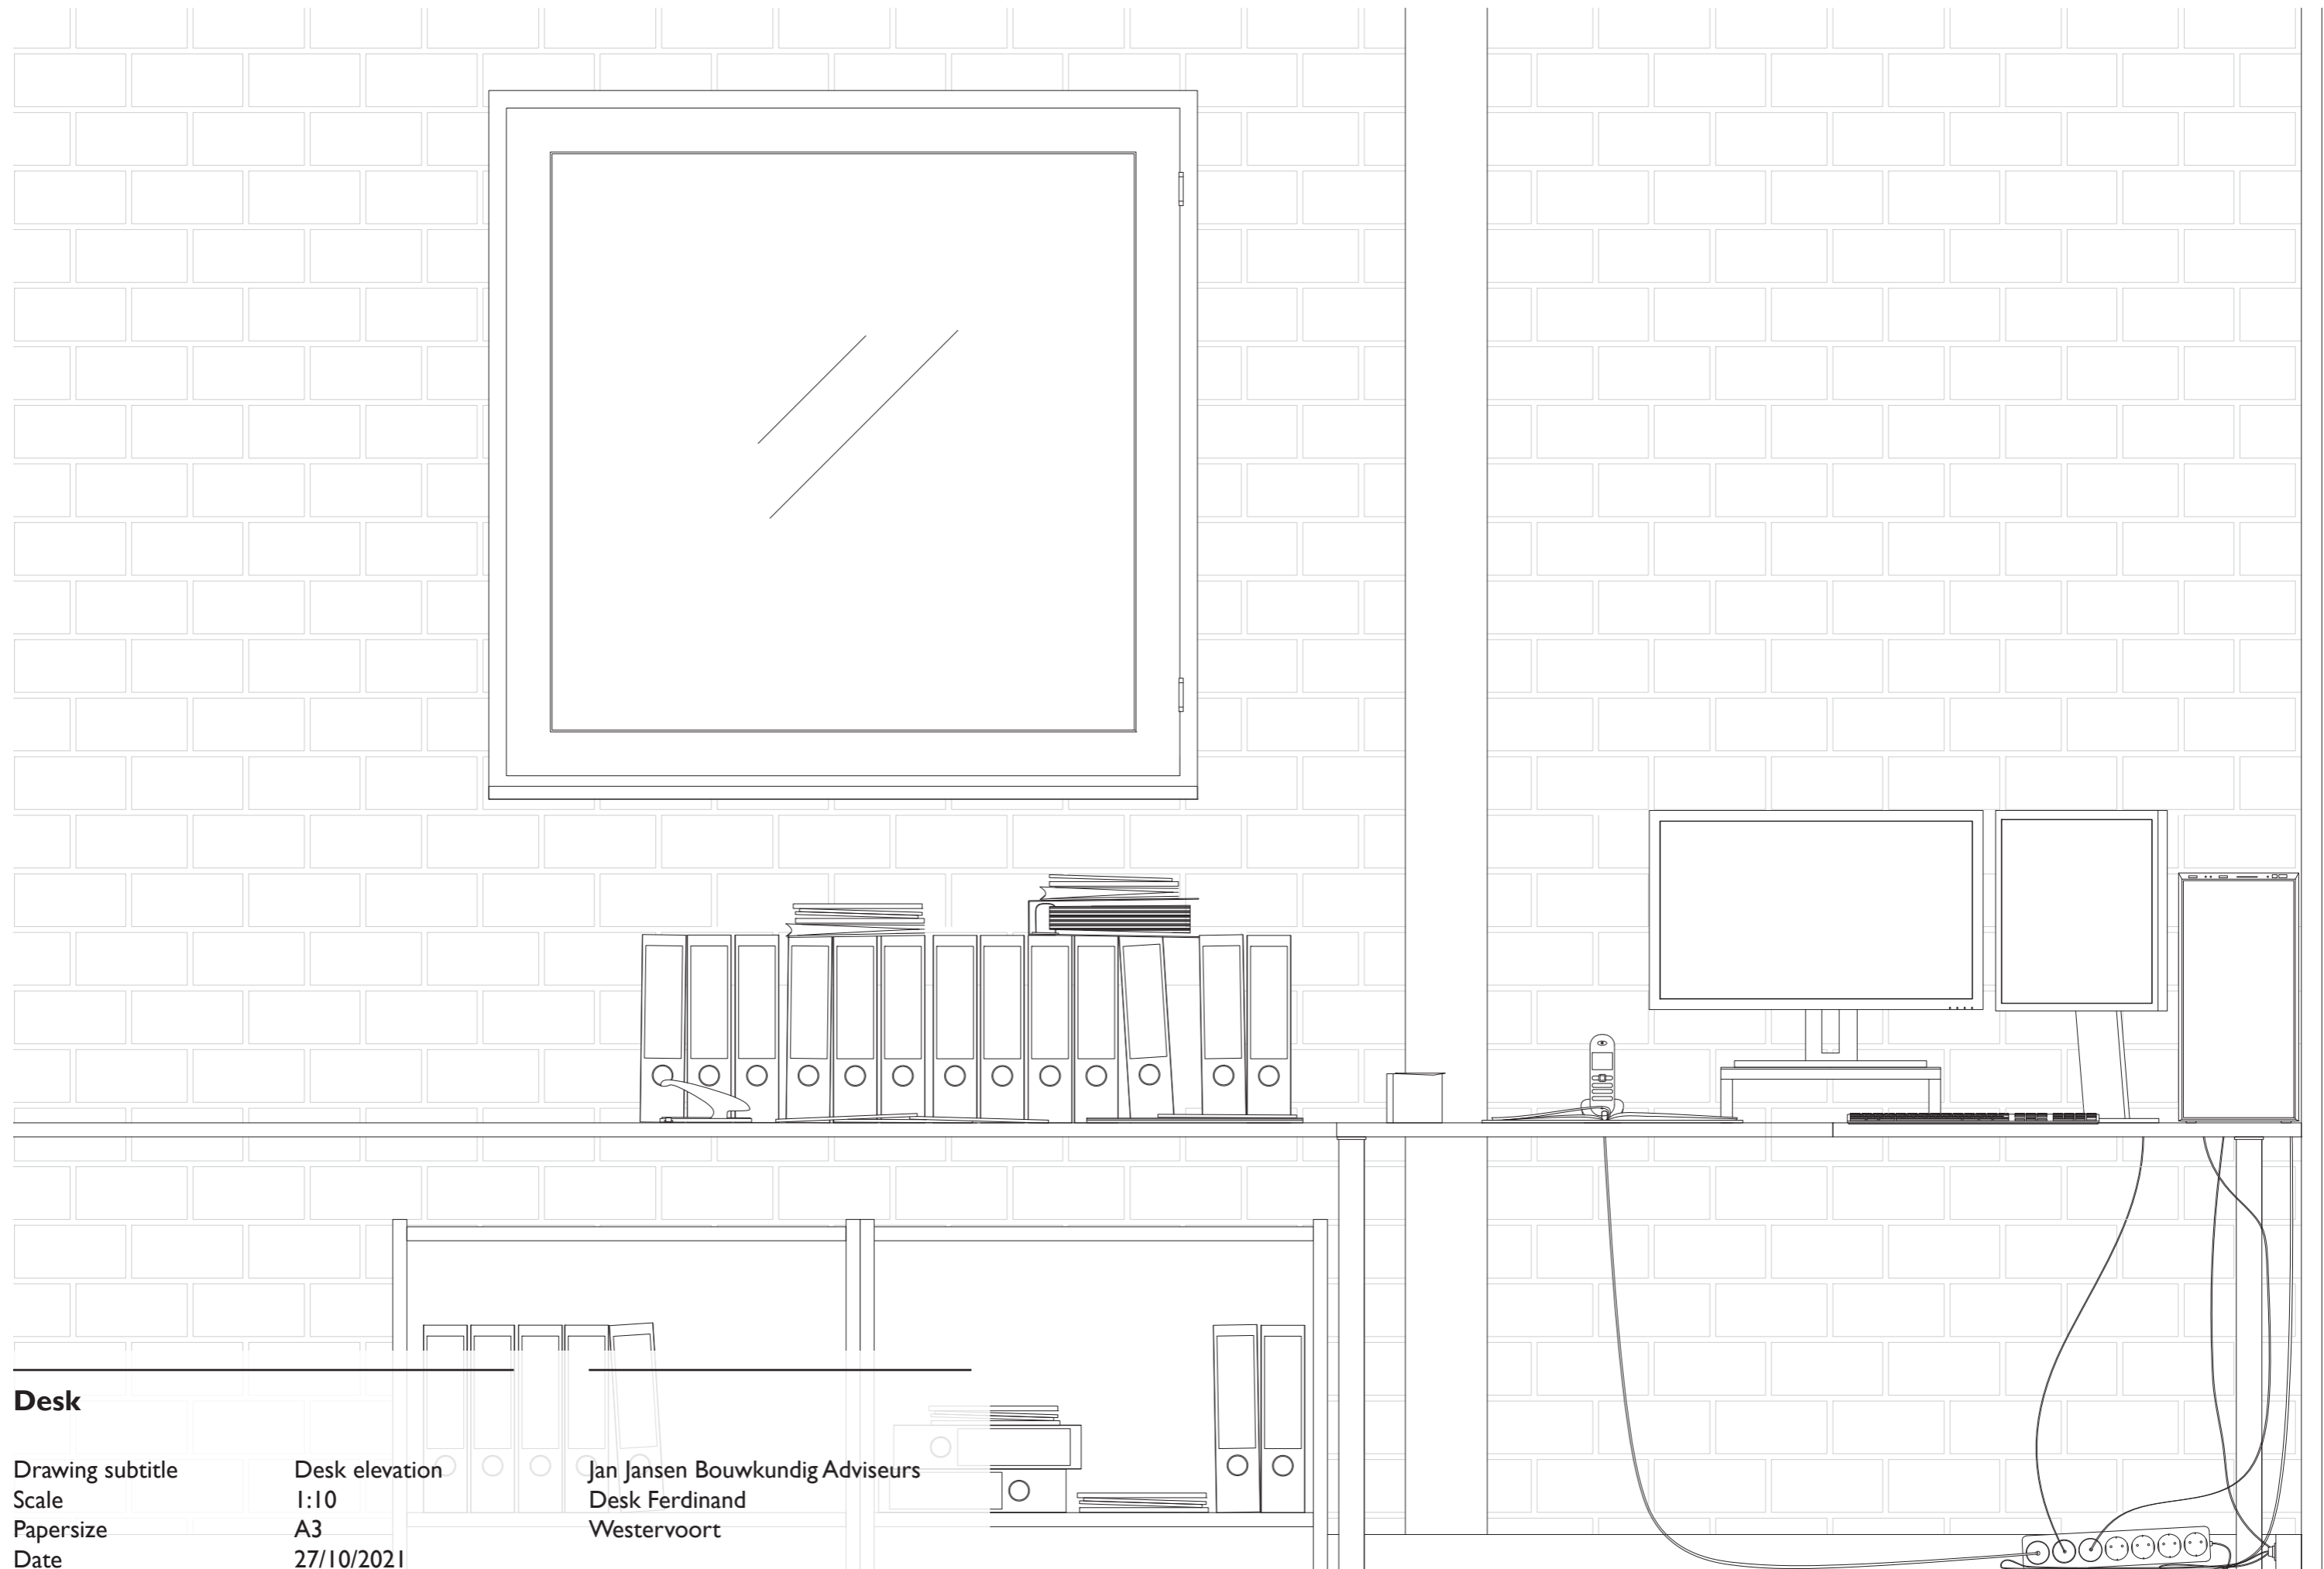 Desk
Drawing subtitle Desk elevation
Scale 1:10
Papersize A3
Date 27/10/2021
Jan Jansen Bouwkundig Adviseurs
Desk Ferdinand
Westervoort